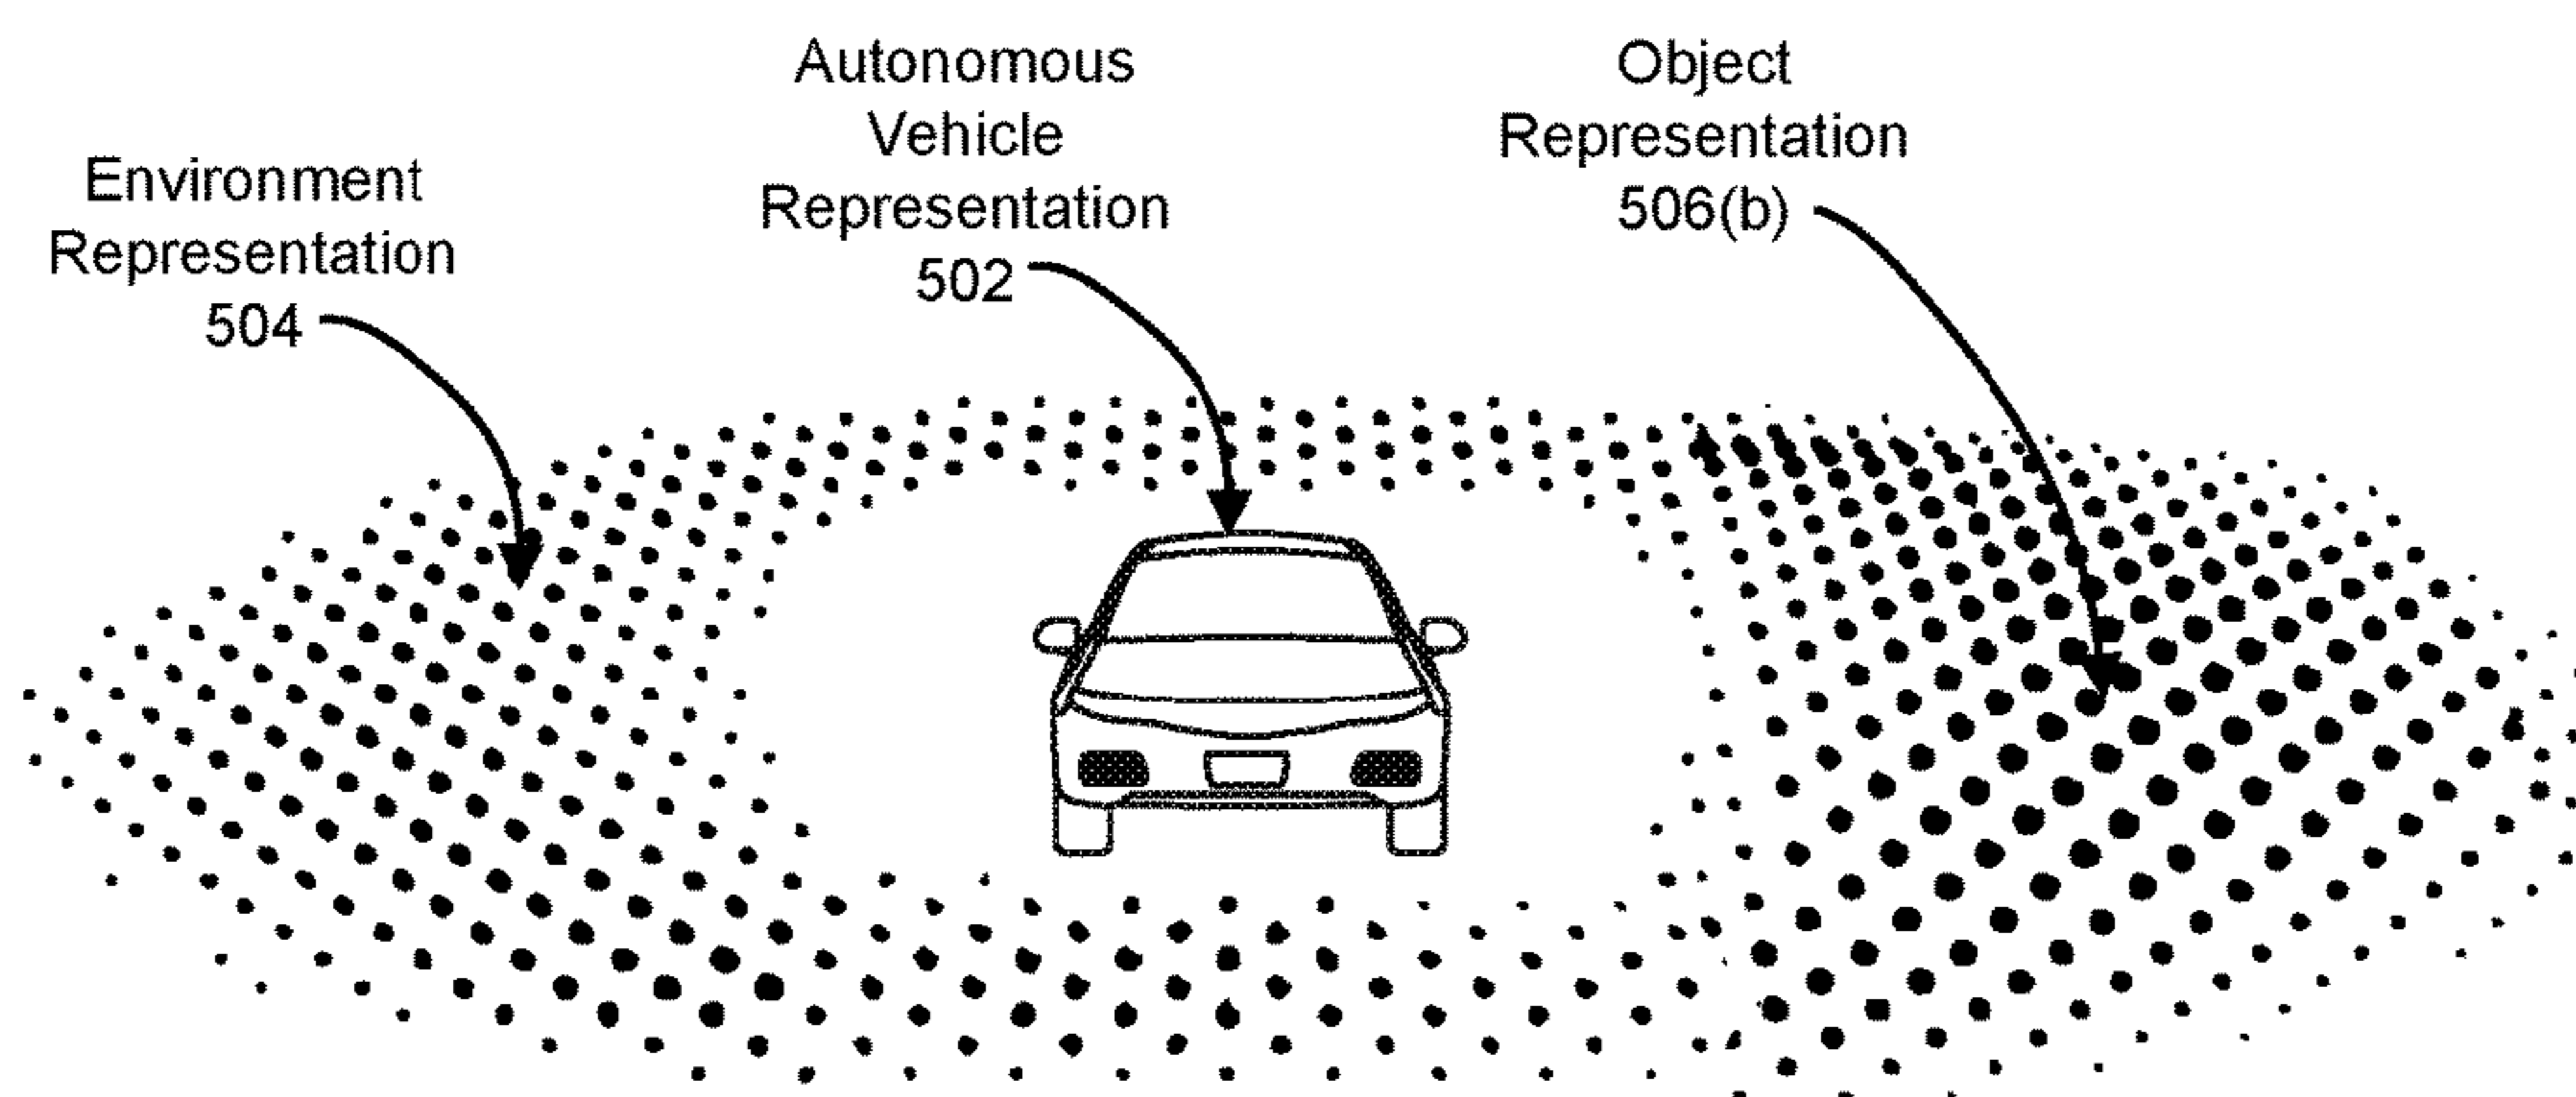 Environment
Representation
504
Autonomous
Vehicle
Representation
502
Object
Representation
506(b)